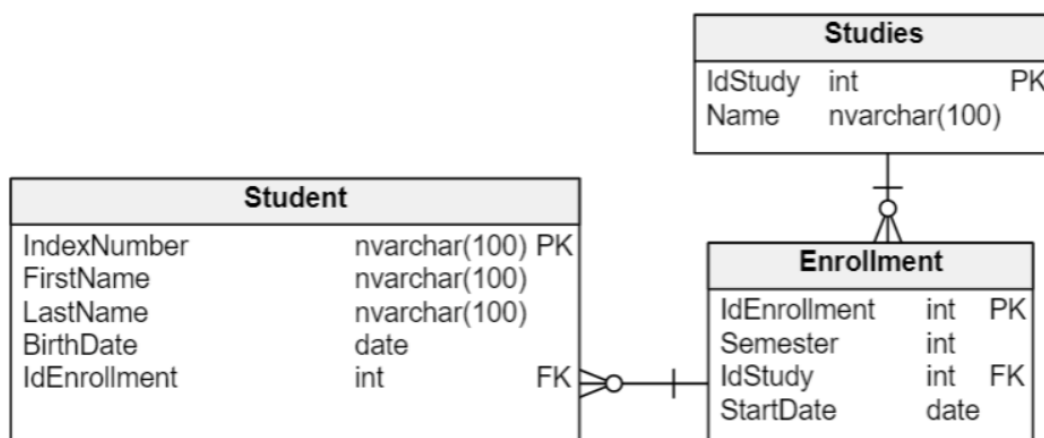 Studies
IdStudy int PK
Name nvarchar(100)
Student
IndexNumber nvarchar(100) PK
FirstName nvarchar(100)
LastName nvarchar(100)
BirthDate date
IdEnrollment int FK
Enrollment
IdEnrollment int PK
Semester int
IdStudy int FK
StartDate date